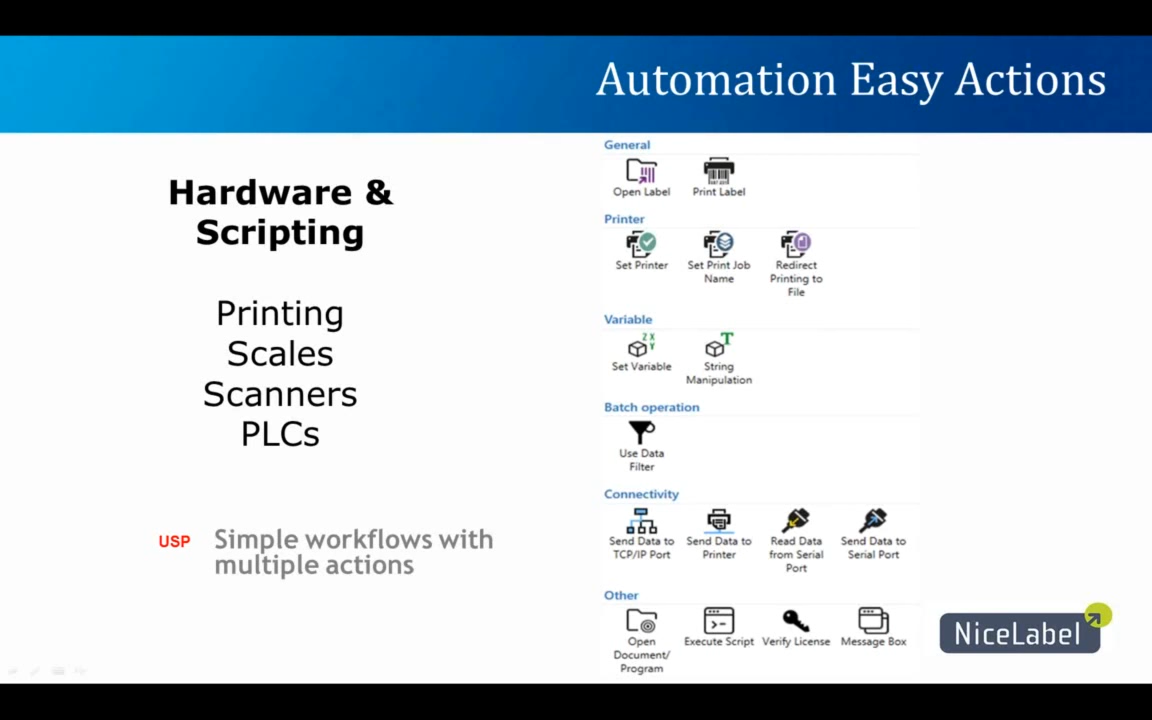 Automation Easy Actions
Hardware &
Scripting
Printing
Scales
Scanners
PLCs
USP
Simple workflows with
multiple actions
General
Open Label
Print Label
Printer
Set Printer
Set Print Job
Name
Redirect
Printing to
File
Variable
Z X
Y
T
Set Variable
String
Manipulation
Batch operation
Use Data
Filter
Connectivity
Send Data to
TCP/IP Port
Send Data to
Printer
Read Data
from Serial
Port
Send Data to
Serial Port
Other
Open
Document/
Program
Execute Script
Verify License
Message Box
NiceLabel